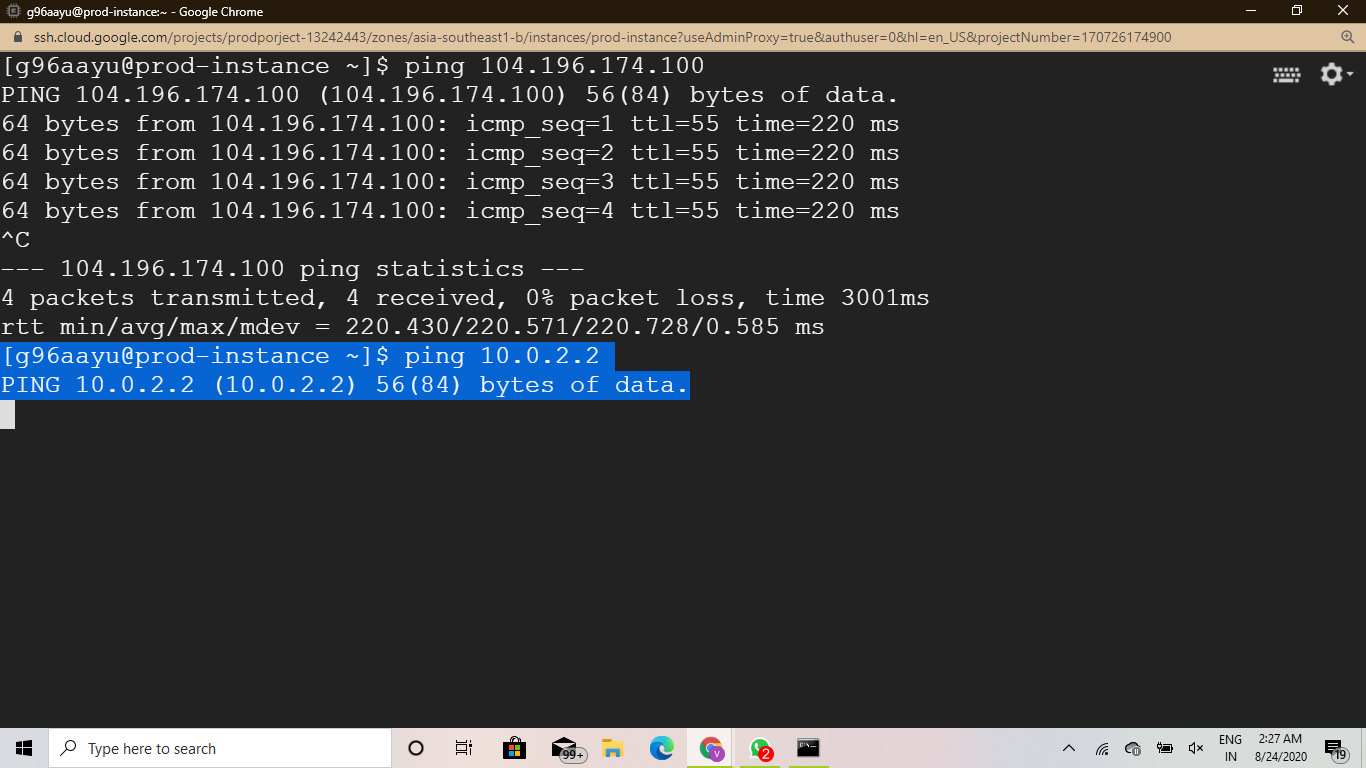 g96aayu@prod-instance:~ - Google Chrome
ssh.cloud.google.com/projects/prodporject-13242443/zones/asia-southeast1-b/instances/prod-instance?useAdminProxy=true&authuser=0&hl=en_US&projectNumber=170726174900
[g96aayu@prod-instance ~]$ ping 104.196.174.100
PING 104.196.174.100 (104.196.174.100) 56(84) bytes of data.
64 bytes from 104.196.174.100: icmp_seq=1 ttl=55 time=220 ms
64 bytes from 104.196.174.100: icmp_seq=2 ttl=55 time=220 ms
64 bytes from 104.196.174.100: icmp_seq=3 ttl=55 time=220 ms
64 bytes from 104.196.174.100: icmp_seq=4 ttl=55 time=220 ms
^C
--- 104.196.174.100 ping statistics ---
4 packets transmitted, 4 received, 0% packet loss, time 3001ms
rtt min/avg/max/mdev = 220.430/220.571/220.728/0.585 ms
[g96aayu@prod-instance ~]$ ping 10.0.2.2
PING 10.0.2.2 (10.0.2.2) 56(84) bytes of data.
Type here to search
99+
V
2
ENG
IN
2:27 AM
8/24/2020
19